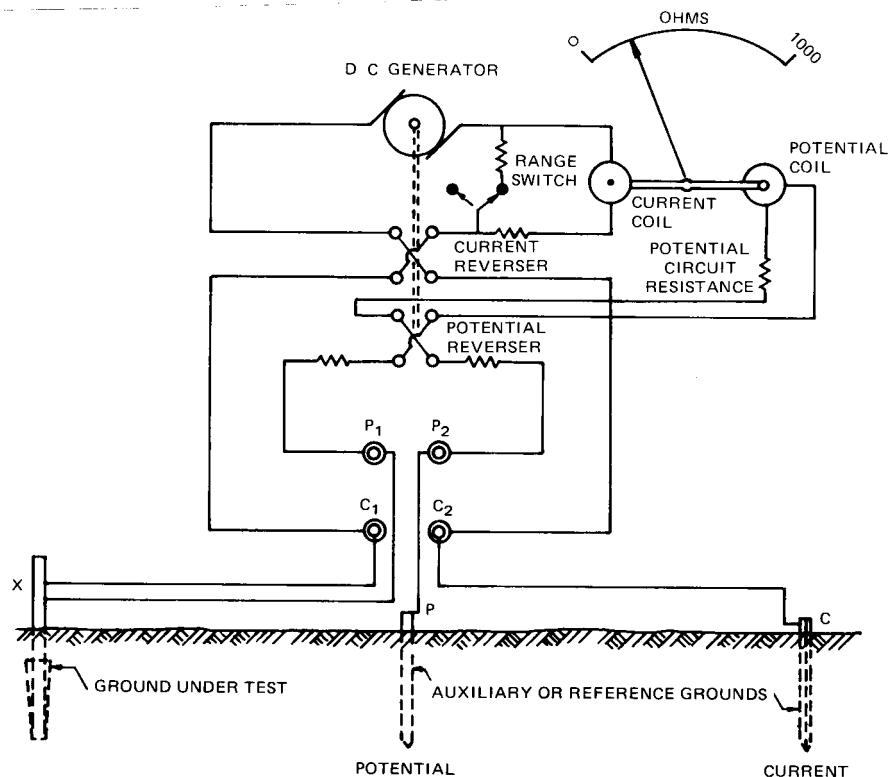 OHMS
0
1000
D C GENERATOR
RANGE
SWITCH
POTENTIAL
COIL
CURRENT
COIL
CURRENT
REVERSER
POTENTIAL
CIRCUIT
RESISTANCE
POTENTIAL
REVERSER
P1
P2
C1
C2
X
P
C
GROUND UNDER TEST
AUXILIARY OR REFERENCE GROUNDS
POTENTIAL
CURRENT